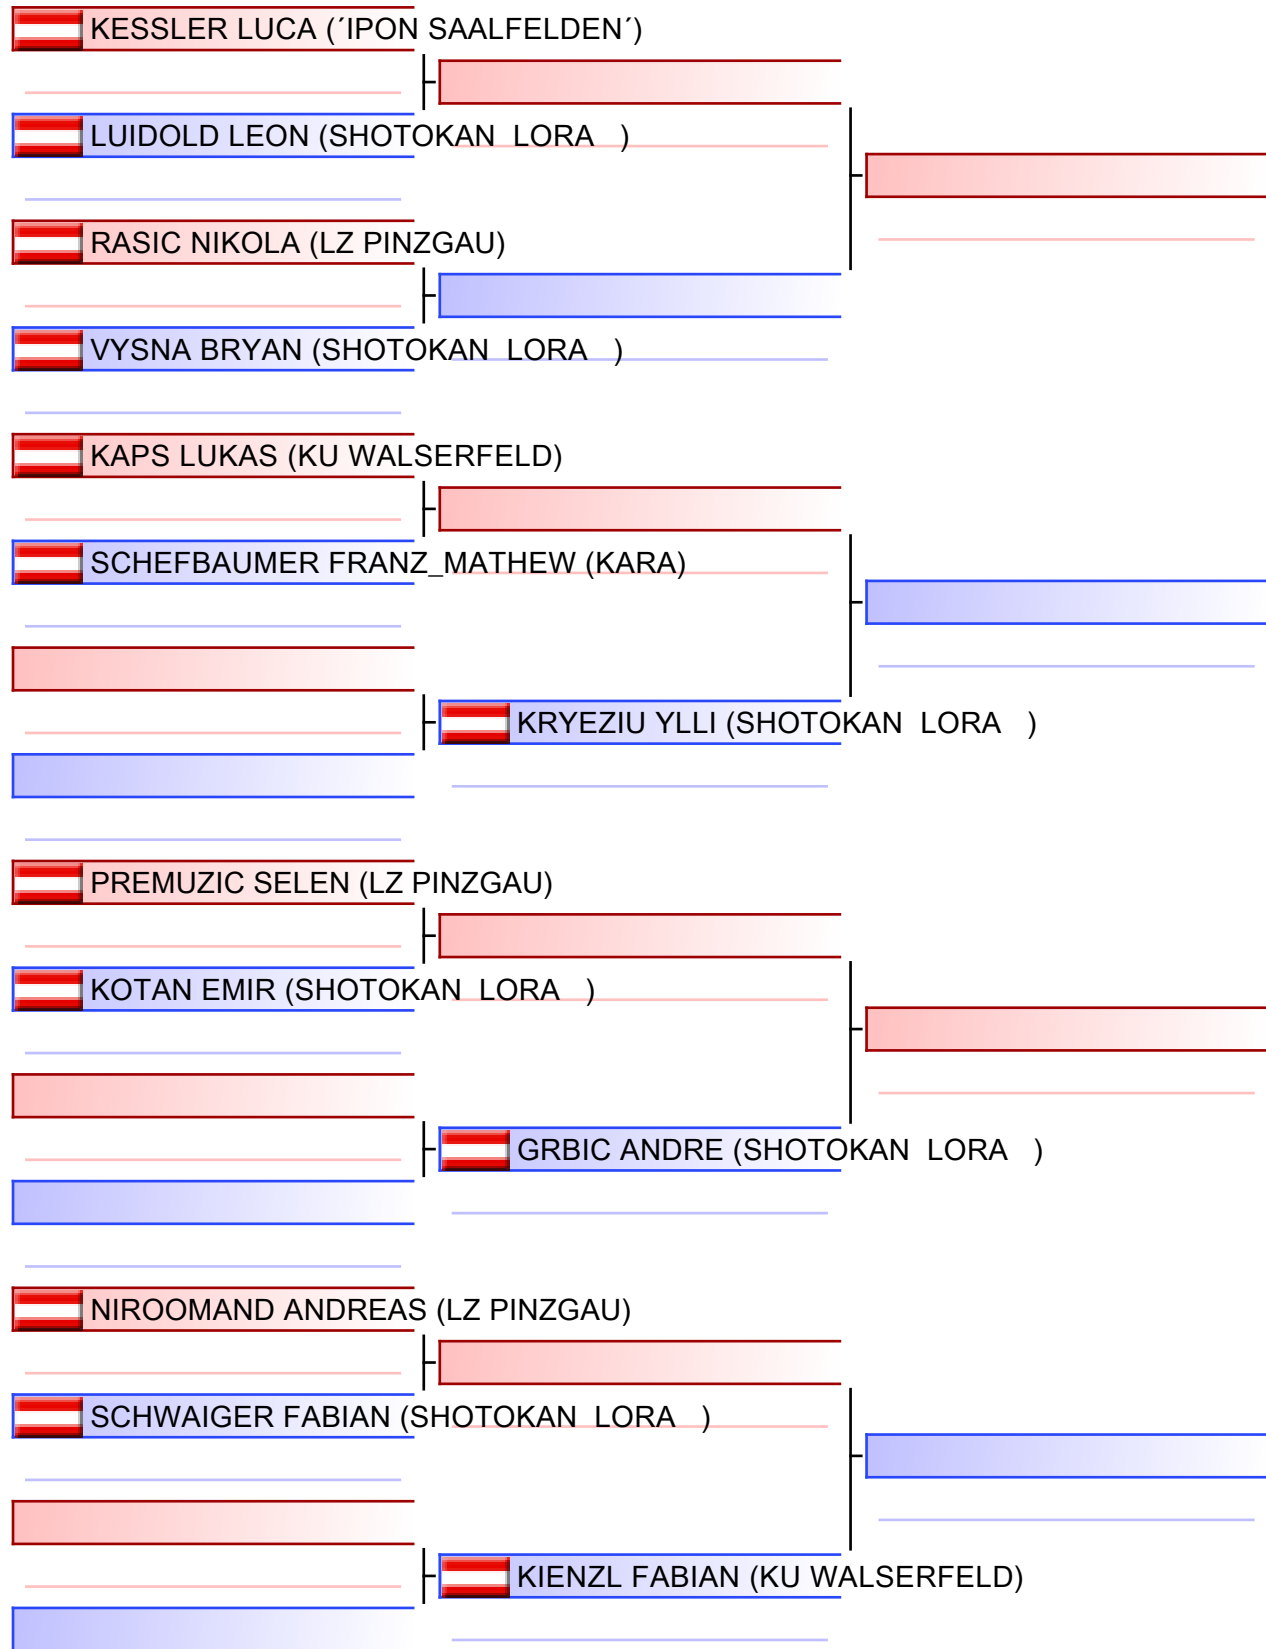 KESSLER LUCA (´IPON SAALFELDEN´)
LUIDOLD LEON (SHOTOKAN  LORA   )
RASIC NIKOLA (LZ PINZGAU)
VYSNA BRYAN (SHOTOKAN  LORA   )
KAPS LUKAS (KU WALSERFELD)
SCHEFBAUMER FRANZ_MATHEW (KARA)
KRYEZIU YLLI (SHOTOKAN  LORA   )
PREMUZIC SELEN (LZ PINZGAU)
KOTAN EMIR (SHOTOKAN  LORA   )
GRBIC ANDRE (SHOTOKAN  LORA   )
NIROOMAND ANDREAS (LZ PINZGAU)
SCHWAIGER FABIAN (SHOTOKAN  LORA   )
KIENZL FABIAN (KU WALSERFELD)